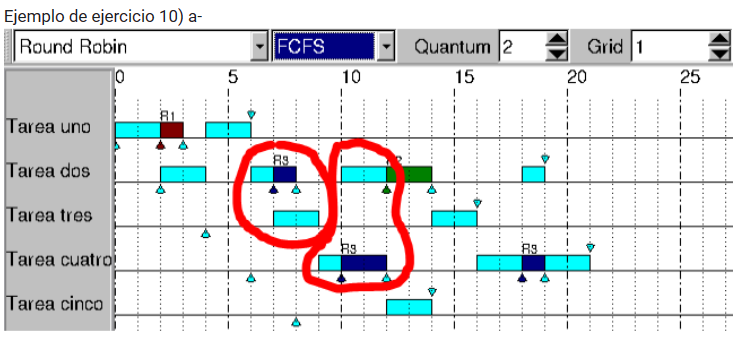 Ejemplo de ejercicio 10) a-
Round Robin FCFS Quantum 2 Grid 1
0 5 10 15 20 25
R1
Tarea uno
R3
Tarea dos
Tarea tres
R3 R3
Tarea cuatro
Tarea cinco